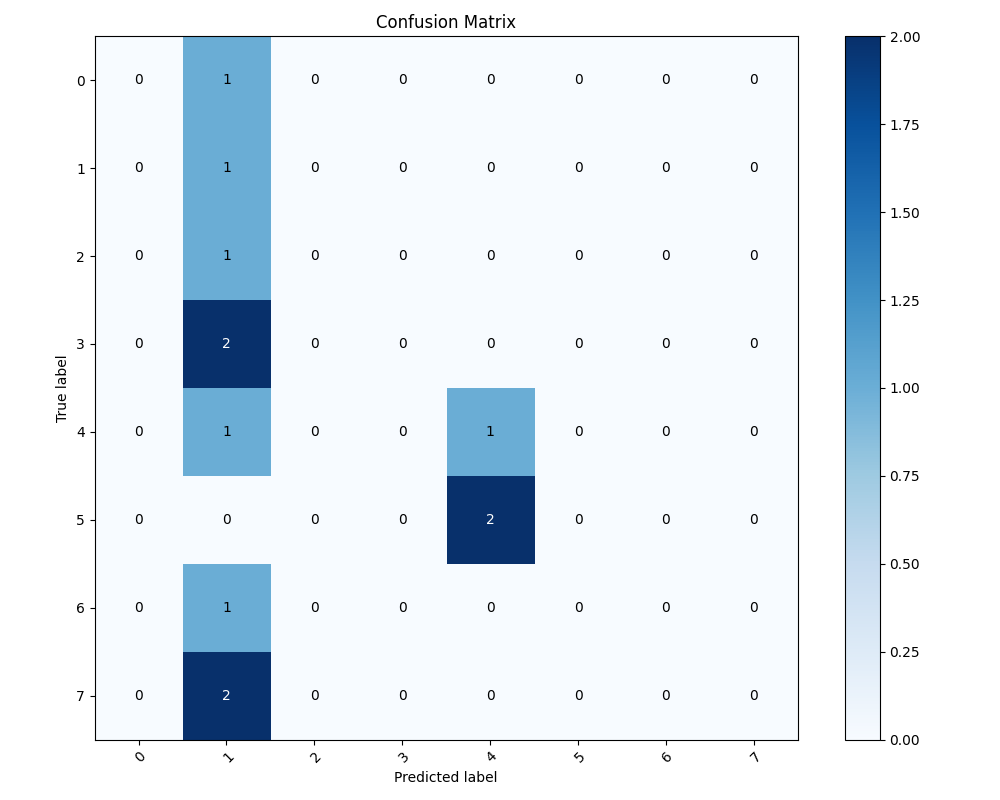 Confusion Matrix
0 0 1 0 0 0 0 0 0
1 0 1 0 0 0 0 0 0
2 0 1 0 0 0 0 0 0
3 0 2 0 0 0 0 0 0
4 0 1 0 0 1 0 0 0
5 0 0 0 0 2 0 0 0
6 0 1 0 0 0 0 0 0
7 0 2 0 0 0 0 0 0
0 1 2 3 4 5 6 7
True label
Predicted label
2.00
1.75
1.50
1.25
1.00
0.75
0.50
0.25
0.00